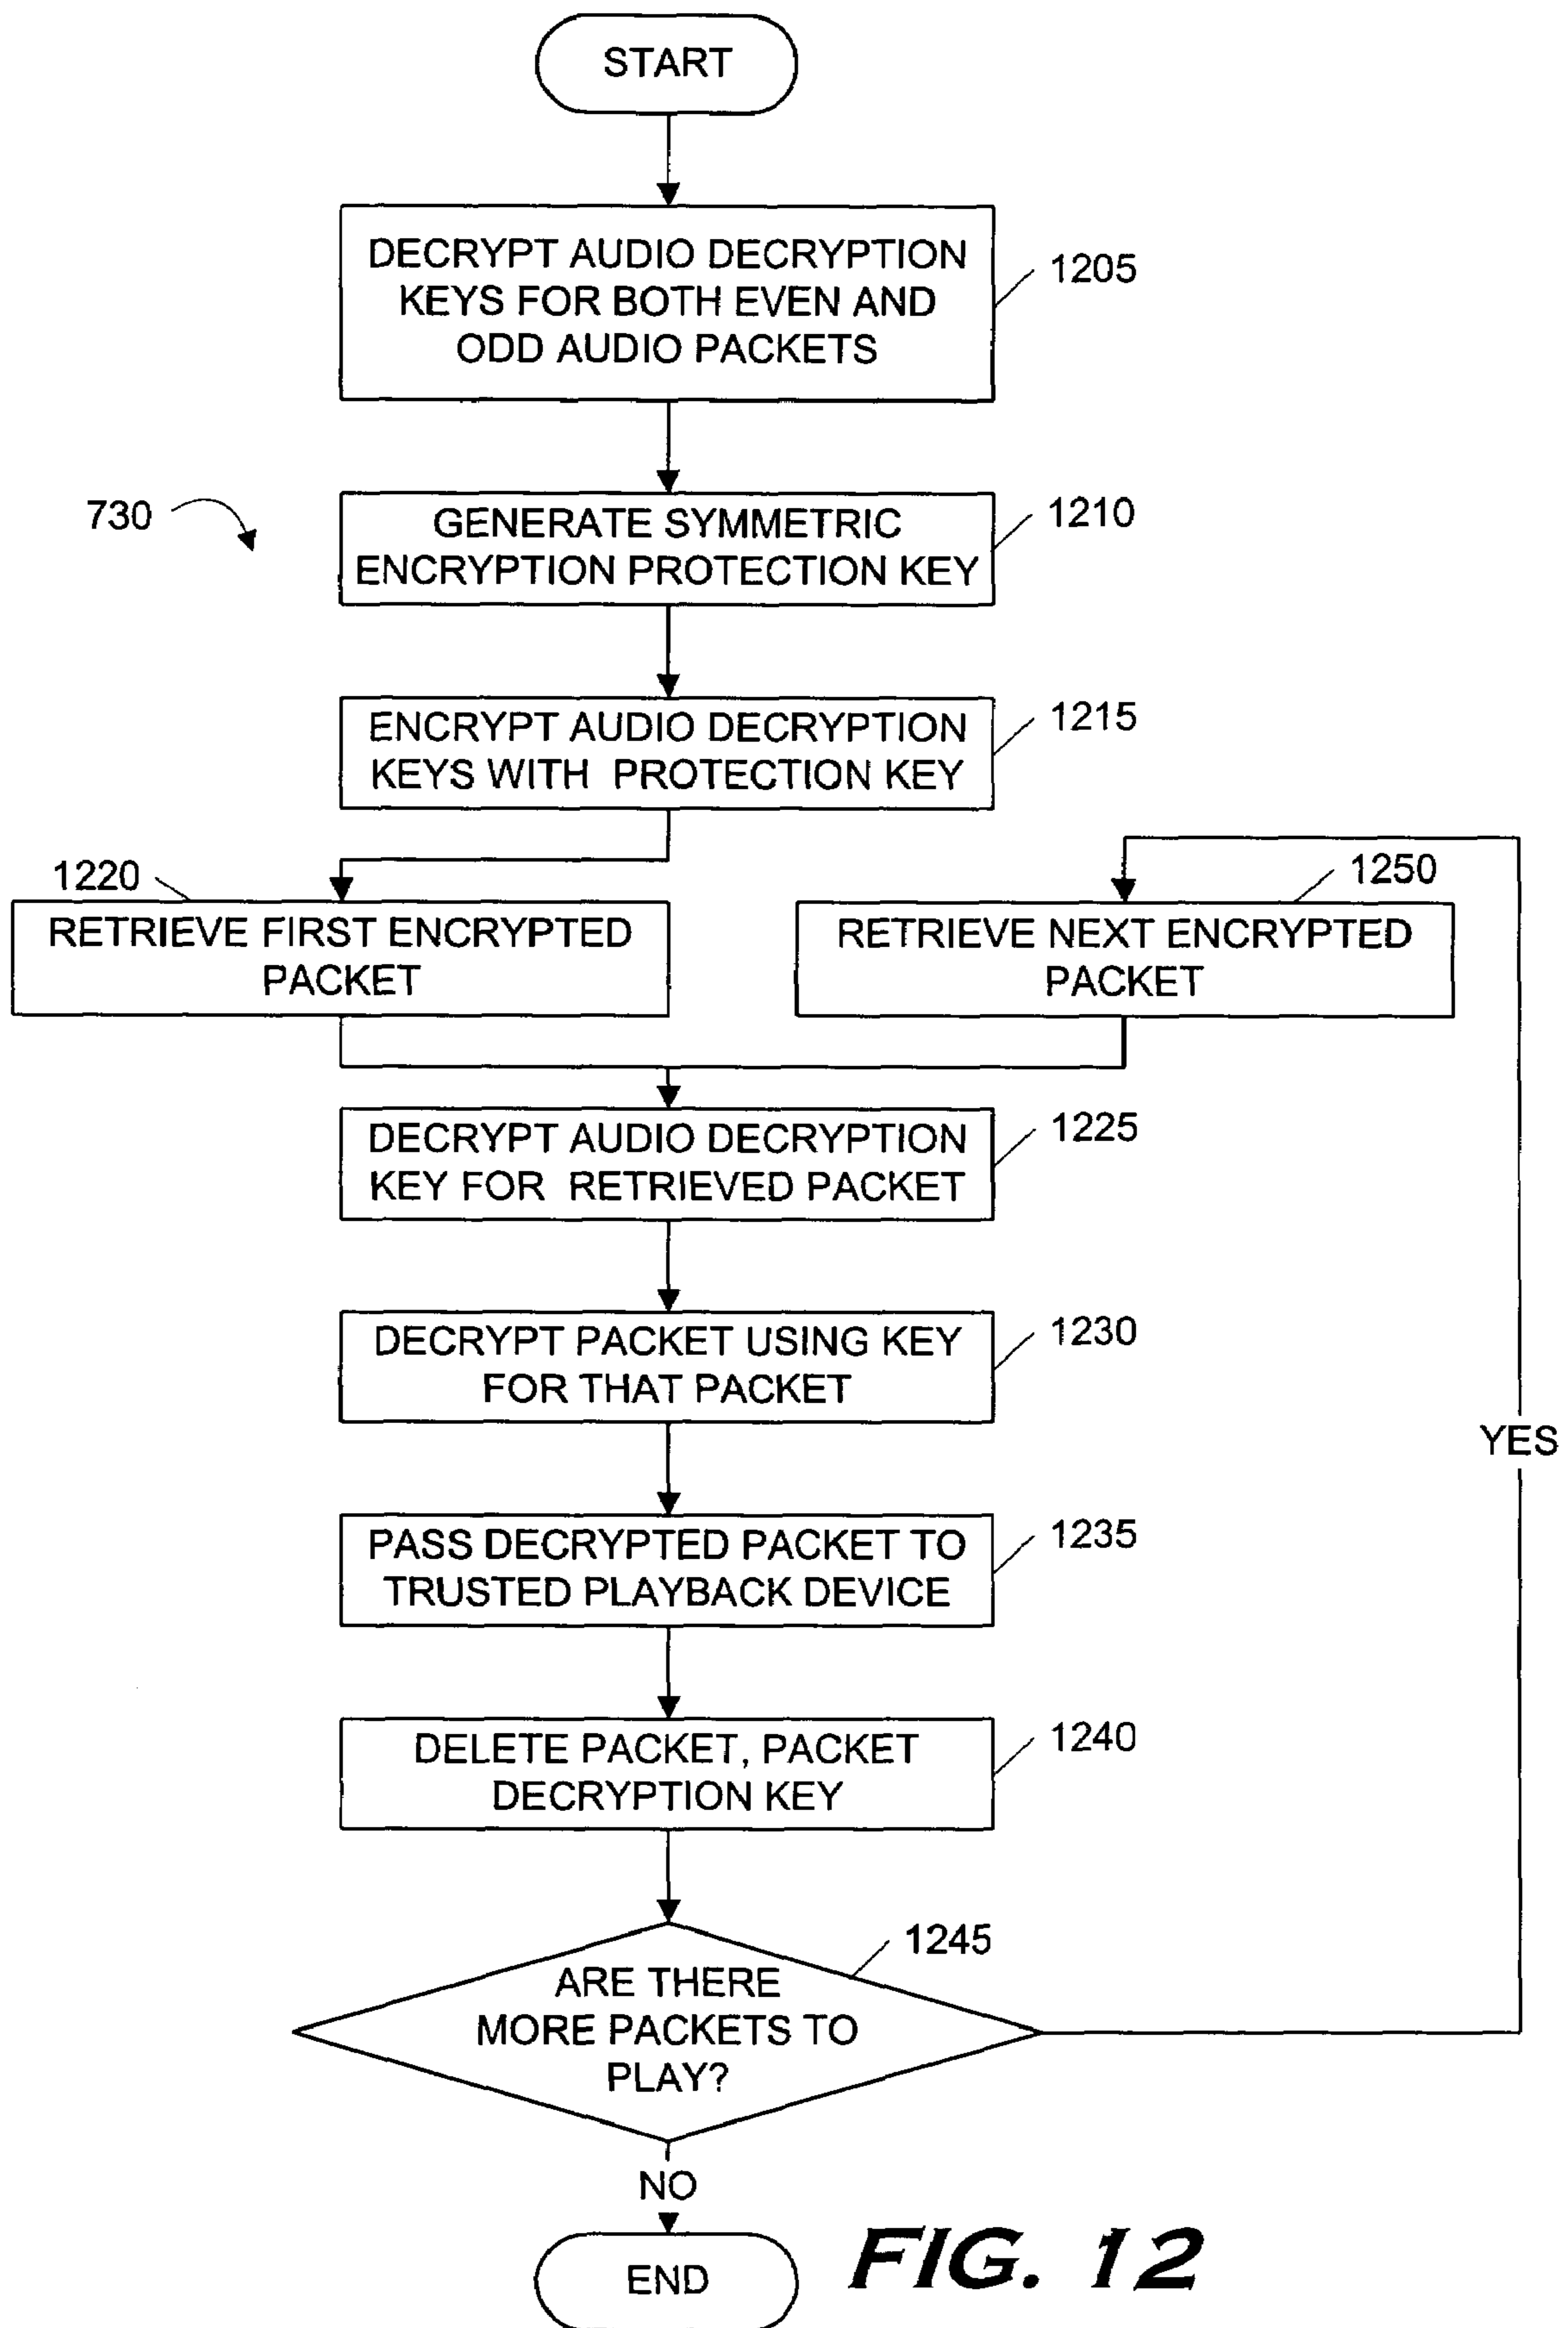 START
DECRYPT AUDIO DECRYPTION
KEYS FOR BOTH EVEN AND
ODD AUDIO PACKETS
1205
730
GENERATE SYMMETRIC
ENCRYPTION PROTECTION KEY
1210
ENCRYPT AUDIO DECRYPTION
KEYS WITH PROTECTION KEY
1215
1220
RETRIEVE FIRST ENCRYPTED
PACKET
1250
RETRIEVE NEXT ENCRYPTED
PACKET
DECRYPT AUDIO DECRYPTION
KEY FOR RETRIEVED PACKET
1225
DECRYPT PACKET USING KEY
FOR THAT PACKET
1230
YES
PASS DECRYPTED PACKET TO
TRUSTED PLAYBACK DEVICE
1235
DELETE PACKET, PACKET
DECRYPTION KEY
1240
1245
ARE THERE
MORE PACKETS TO
PLAY?
NO
END
FIG. 12